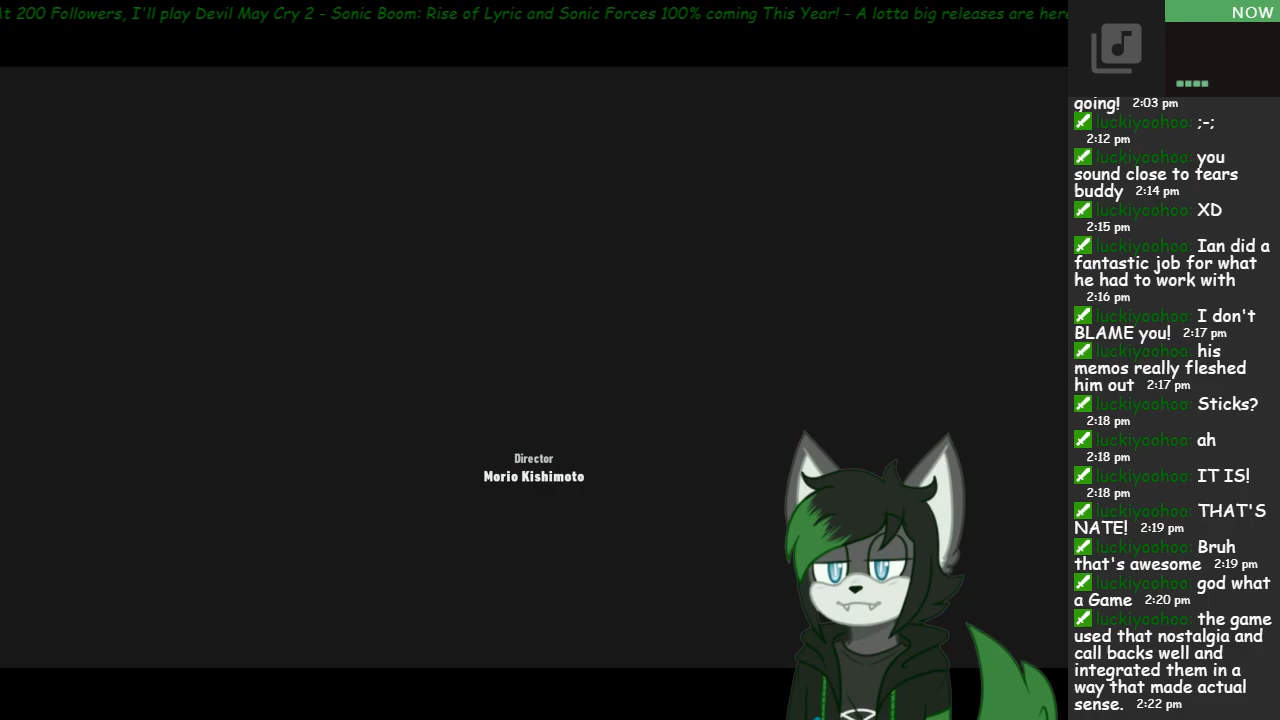 At 200 Followers, I'll play Devil May Cry 2 - Sonic Boom: Rise of Lyric and Sonic Forces 100% coming This Year! - A lotta big releases are here
NOW
going! 2:03 pm
luckiyoohoo: ;-;
2:12 pm
luckiyoohoo: you
sound close to tears
buddy 2:14 pm
luckiyoohoo: XD
2:15 pm
luckiyoohoo: Ian did a
fantastic job for what
he had to work with
2:16 pm
luckiyoohoo: I don't
BLAME you! 2:17 pm
luckiyoohoo: his
memos really fleshed
him out 2:17 pm
luckiyoohoo: Sticks?
2:18 pm
luckiyoohoo: ah
2:18 pm
luckiyoohoo: IT IS!
2:18 pm
luckiyoohoo: THAT'S
NATE! 2:19 pm
luckiyoohoo: Bruh
that's awesome 2:19 pm
luckiyoohoo: god what
a Game 2:20 pm
luckiyoohoo: the game
used that nostalgia and
call backs well and
integrated them in a
way that made actual
sense. 2:22 pm
Director
Morio Kishimoto